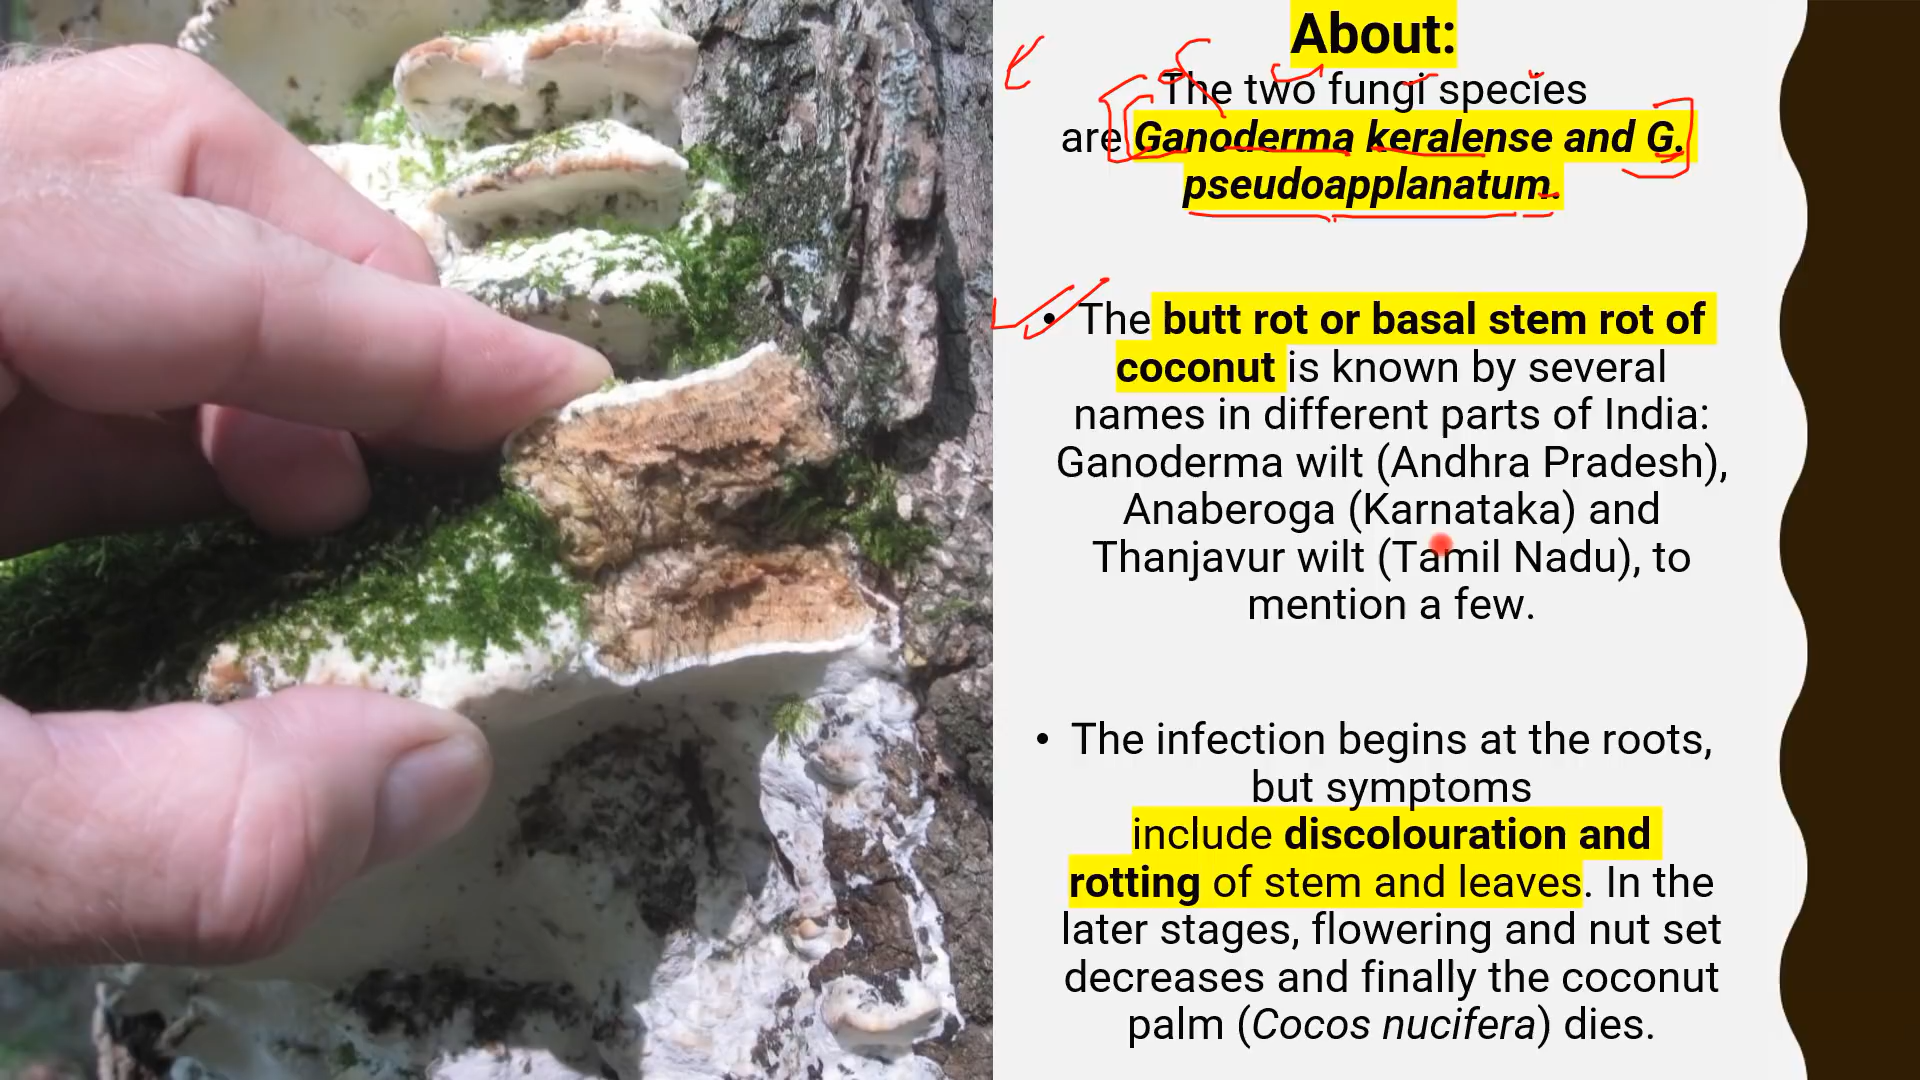 About:
The two fungi species
are Ganoderma keralense and G.
pseudoapplanatum.
• The butt rot or basal stem rot of
coconut is known by several
names in different parts of India:
Ganoderma wilt (Andhra Pradesh),
Anaberoga (Karnataka) and
Thanjavur wilt (Tamil Nadu), to
mention a few.
• The infection begins at the roots,
but symptoms
include discolouration and
rotting of stem and leaves. In the
later stages, flowering and nut set
decreases and finally the coconut
palm (Cocos nucifera) dies.